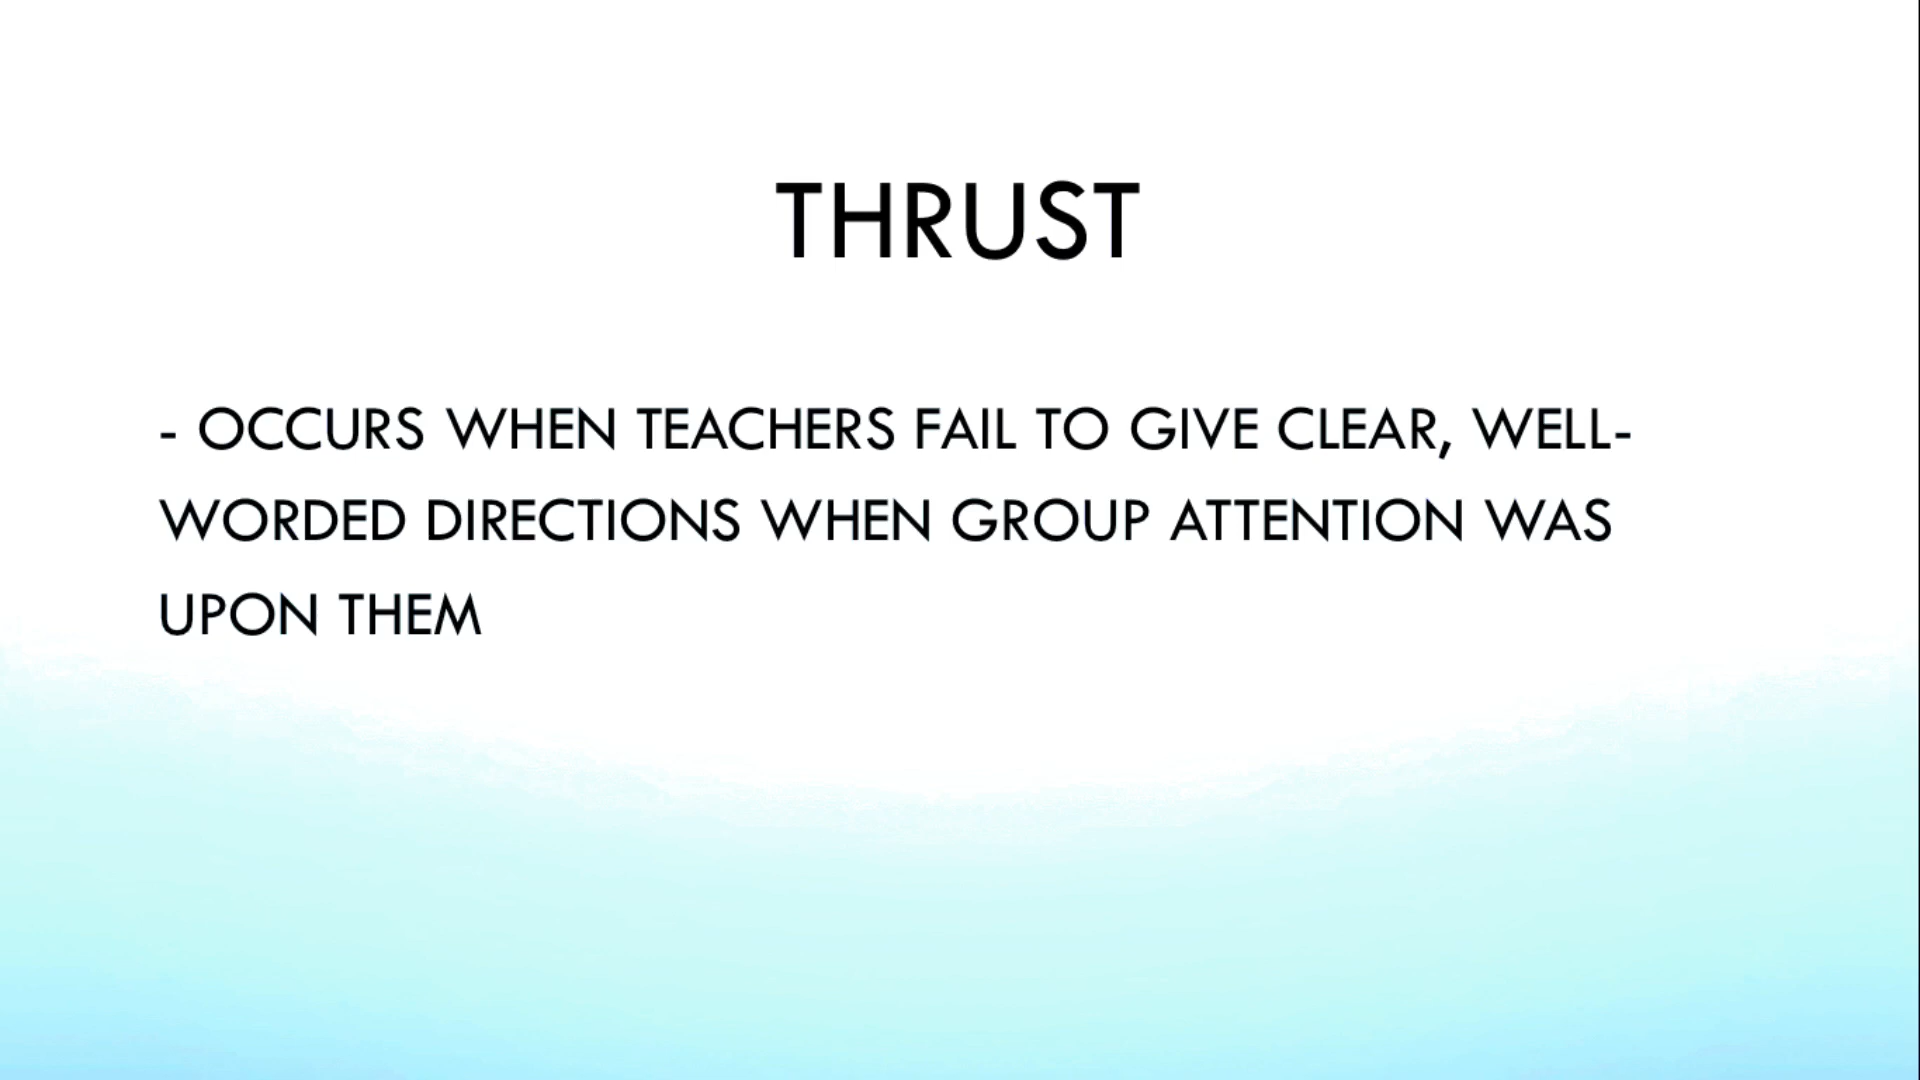 THRUST
- OCCURS WHEN TEACHERS FAIL TO GIVE CLEAR, WELL-
WORDED DIRECTIONS WHEN GROUP ATTENTION WAS
UPON THEM